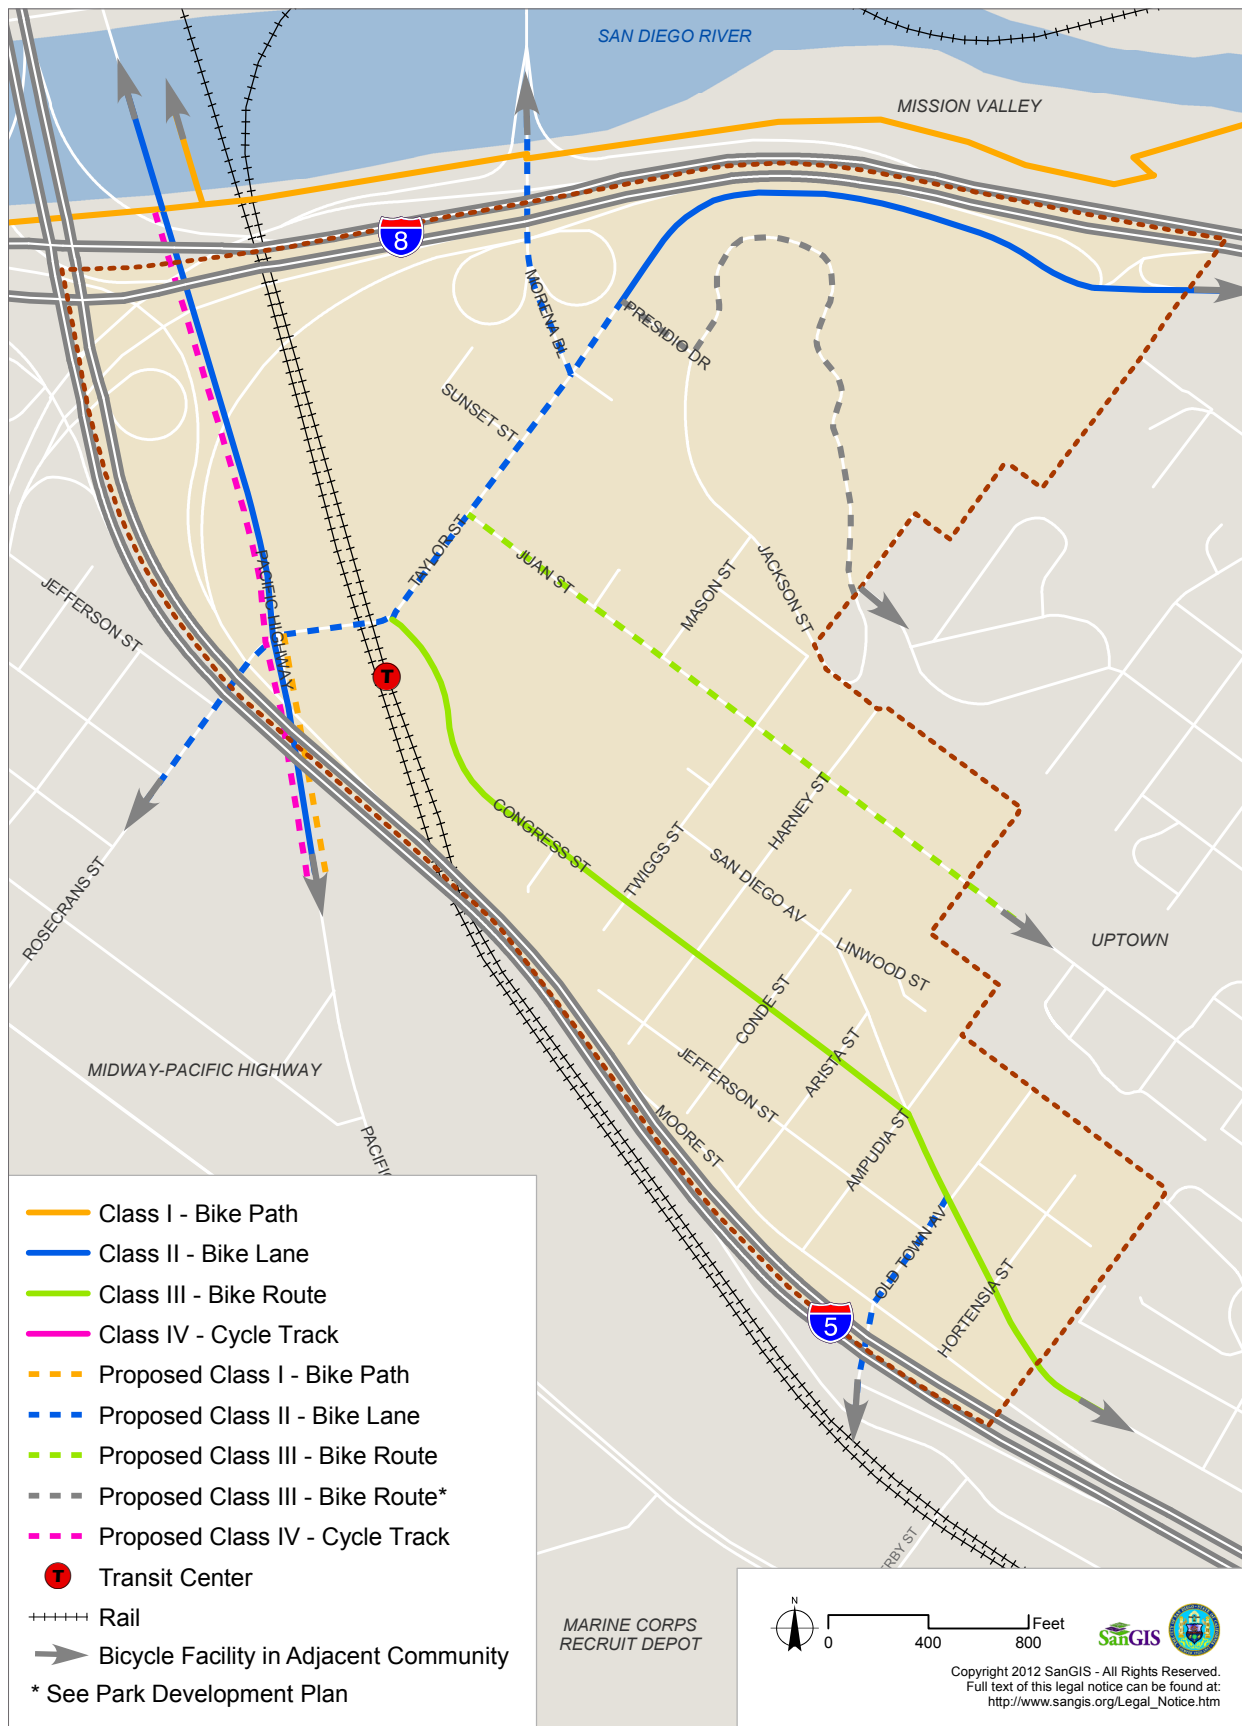 SAN DIEGO RIVER
MISSION VALLEY
8
MORENA BL
PRESIDIO DR
SUNSET ST
TAYLOR ST
JUAN ST
MASON ST
JACKSON ST
PACIFIC HIGHWAY
JEFFERSON ST
T
CONGRESS ST
TWIGGS ST
HARNEY ST
SAN DIEGO AV
LINWOOD ST
ROSECRANS ST
UPTOWN
CONDE ST
ARISTA ST
JEFFERSON ST
MOORE ST
AMPUDIA ST
MIDWAY-PACIFIC HIGHWAY
PACIFIC
OLD TOWN AV
HORTENSIA ST
5
ERBY ST
MARINE CORPS
RECRUIT DEPOT
Class I - Bike Path
Class II - Bike Lane
Class III - Bike Route
Class IV - Cycle Track
Proposed Class I - Bike Path
Proposed Class II - Bike Lane
Proposed Class III - Bike Route
Proposed Class III - Bike Route*
Proposed Class IV - Cycle Track
T Transit Center
Rail
Bicycle Facility in Adjacent Community
* See Park Development Plan
N
0 400 800 Feet
SanGIS
Copyright 2012 SanGIS - All Rights Reserved.
Full text of this legal notice can be found at:
http://www.sangis.org/Legal_Notice.htm